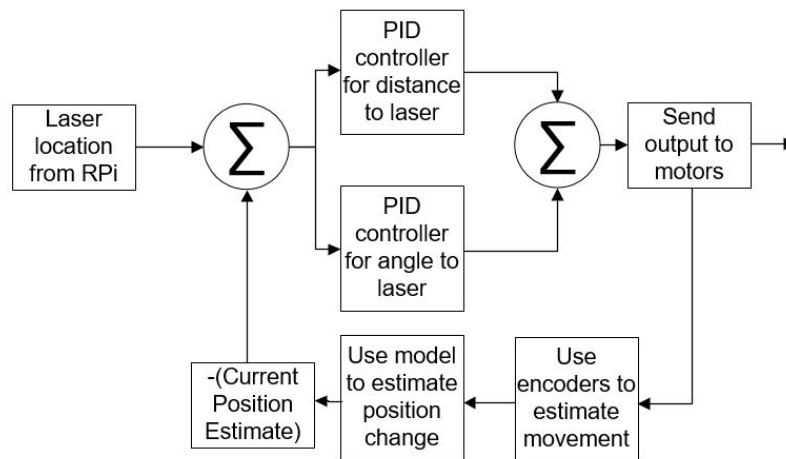 Laser
location
from RPi
∑
PID
controller
for distance
to laser
PID
controller
for angle to
laser
∑
Send
output to
motors
Use
encoders to
estimate
movement
Use model
to estimate
position
change
-(Current
Position
Estimate)